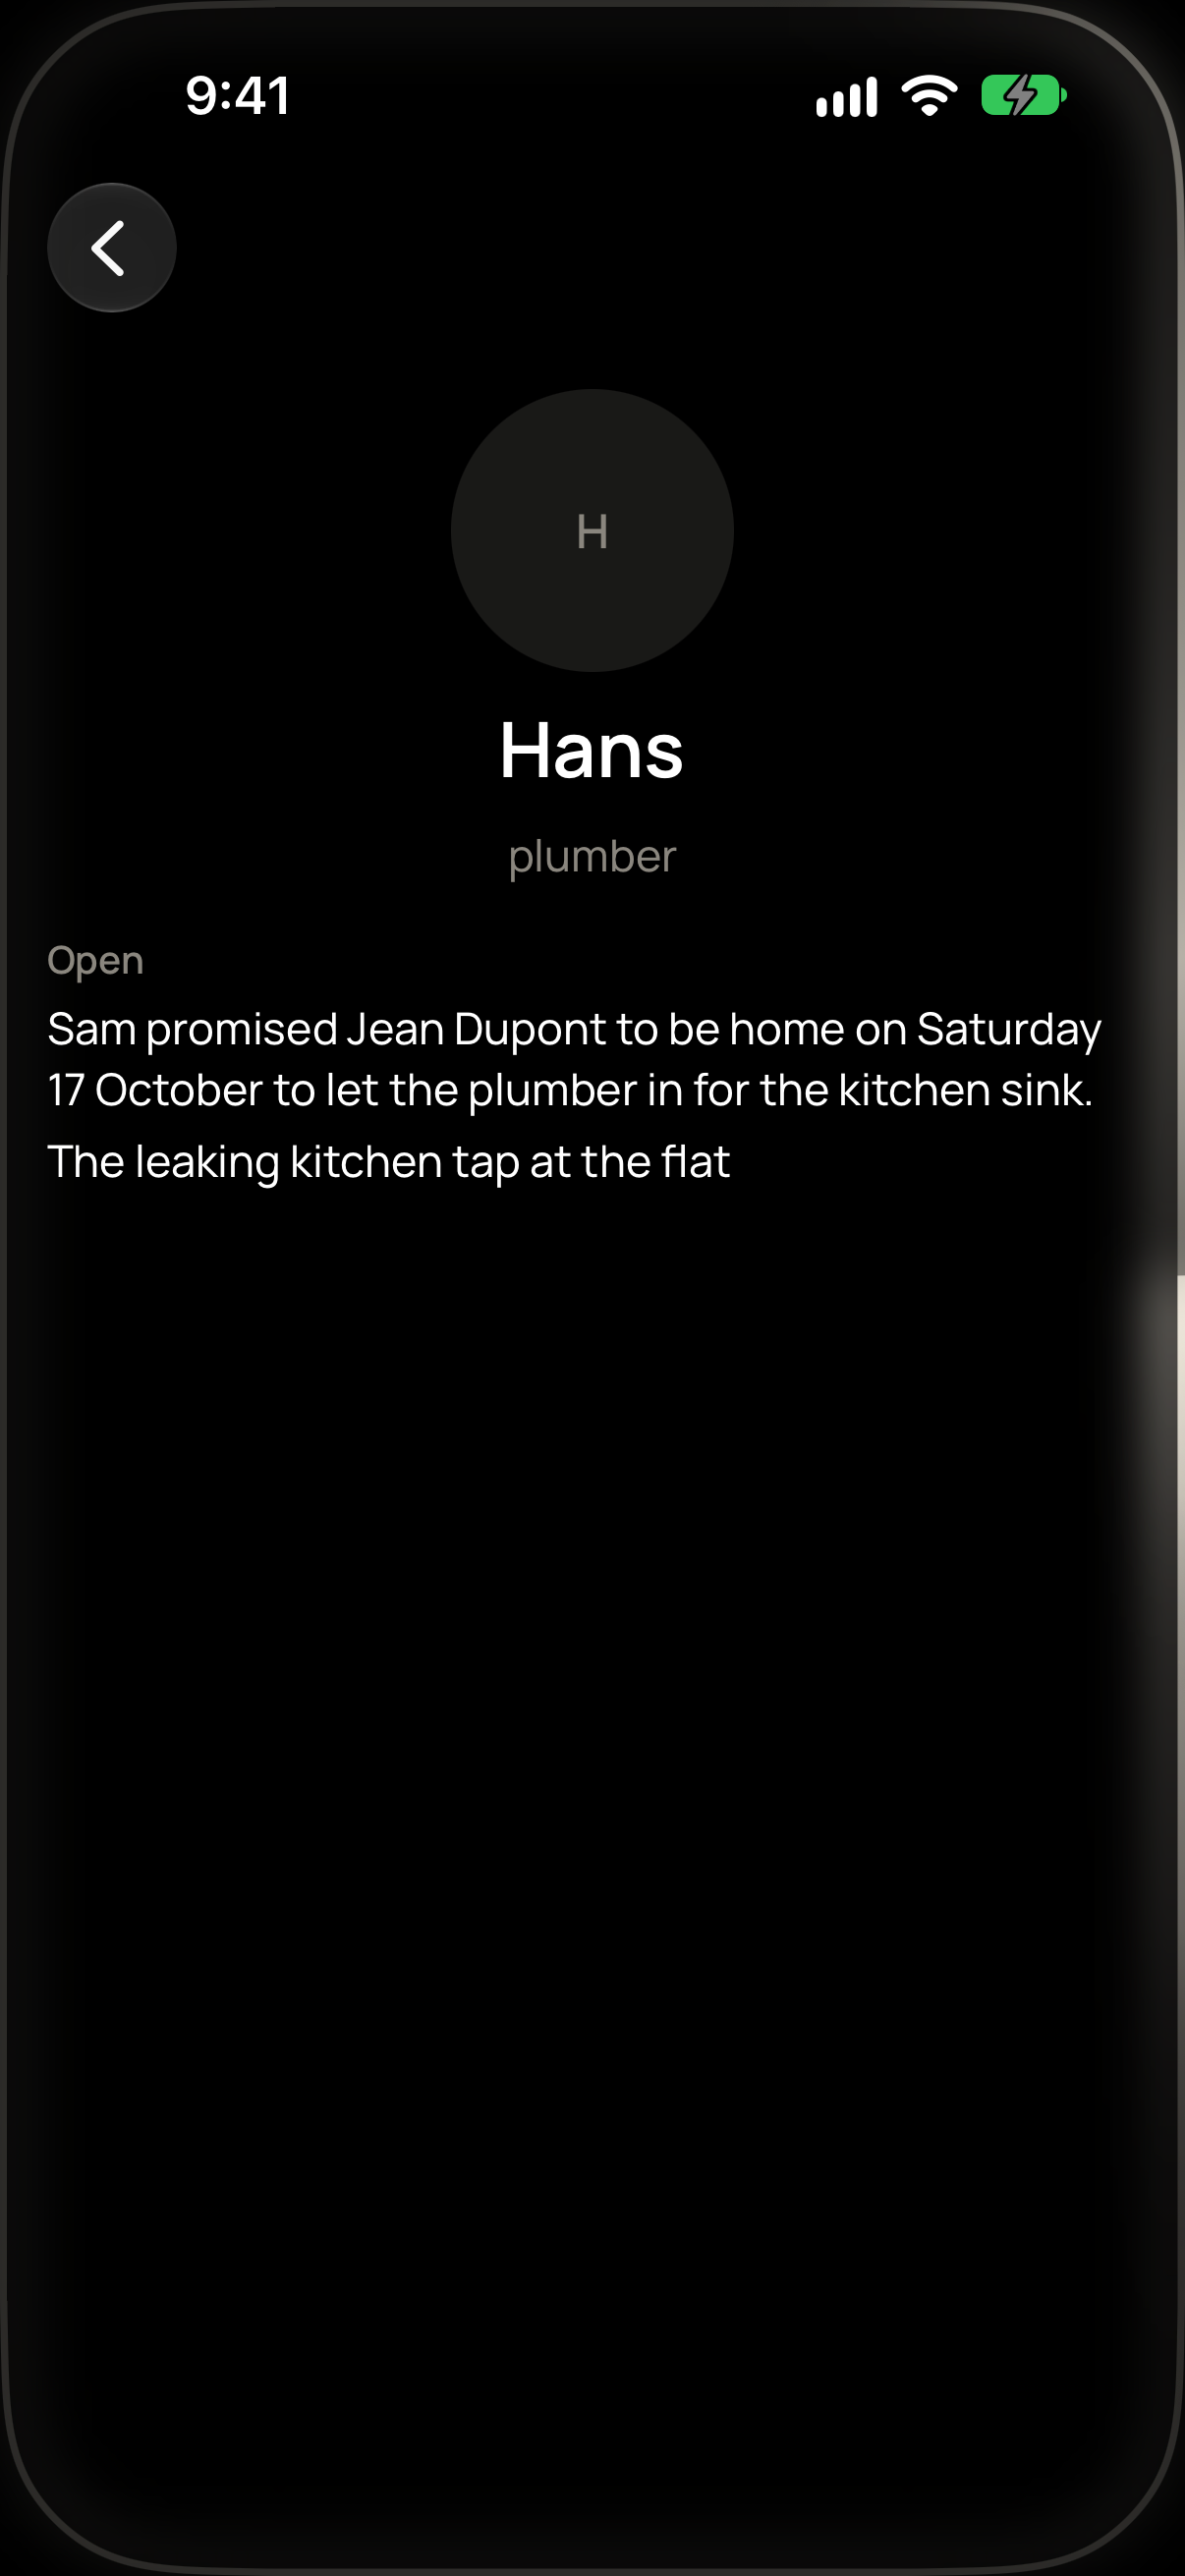 9:41
H
Hans
plumber
Open
Sam promised Jean Dupont to be home on Saturday
17 October to let the plumber in for the kitchen sink.
The leaking kitchen tap at the flat